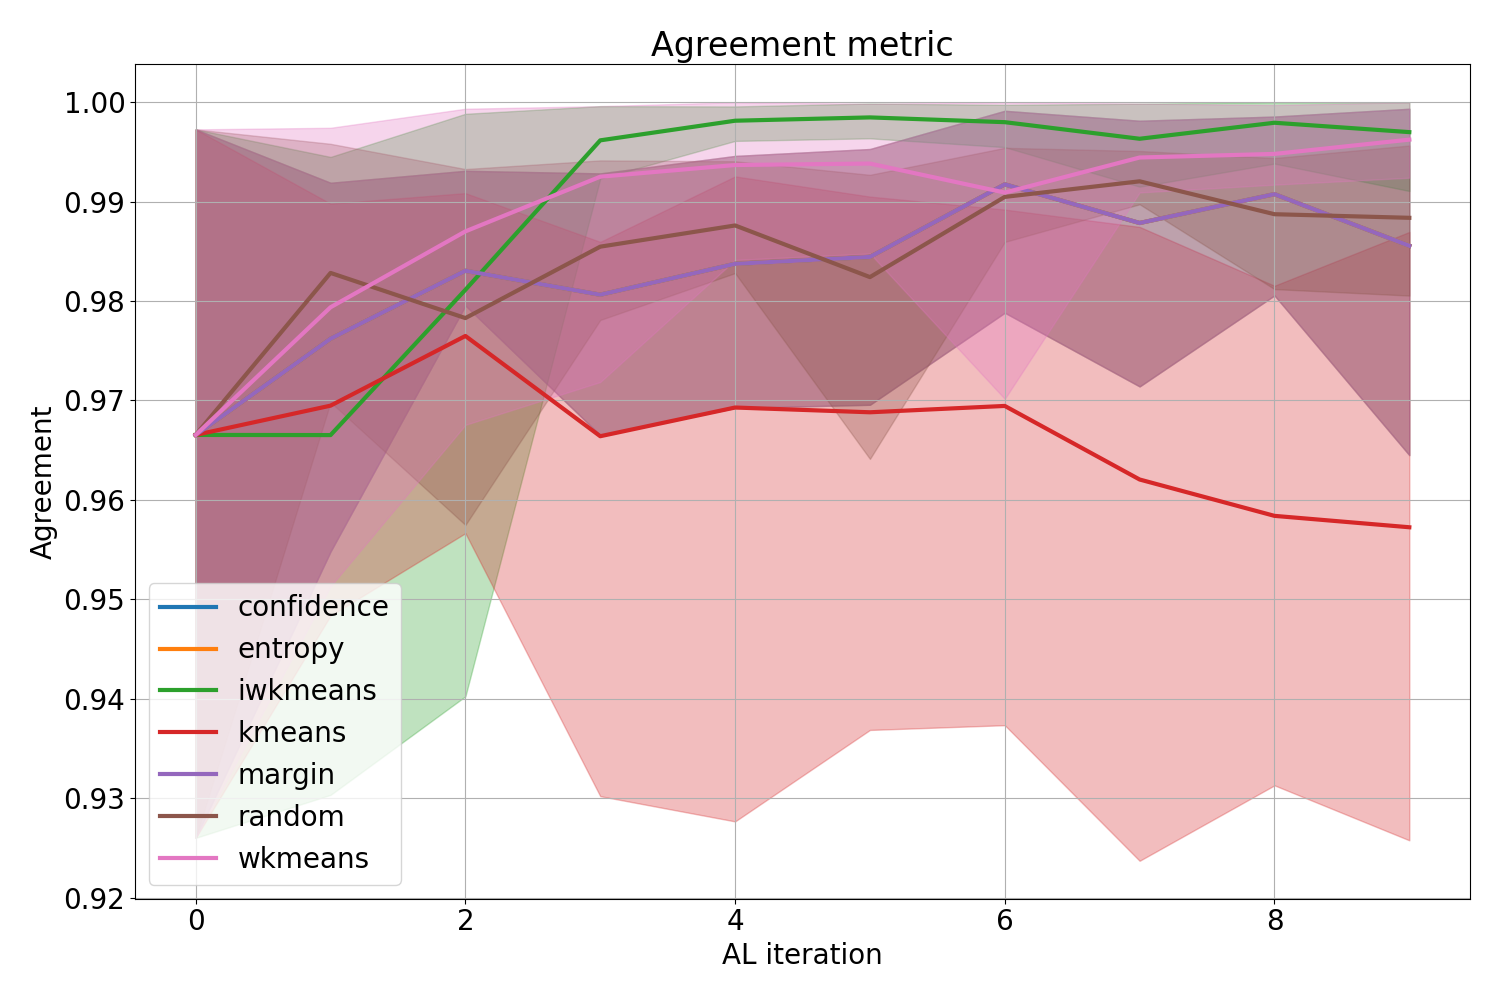 Agreement metric
1.00
0.99
0.98
0.97
0.96
0.95
0.94
0.93
0.92
Agreement
confidence
entropy
iwkmeans
kmeans
margin
random
wkmeans
0 2 4 6 8
AL iteration